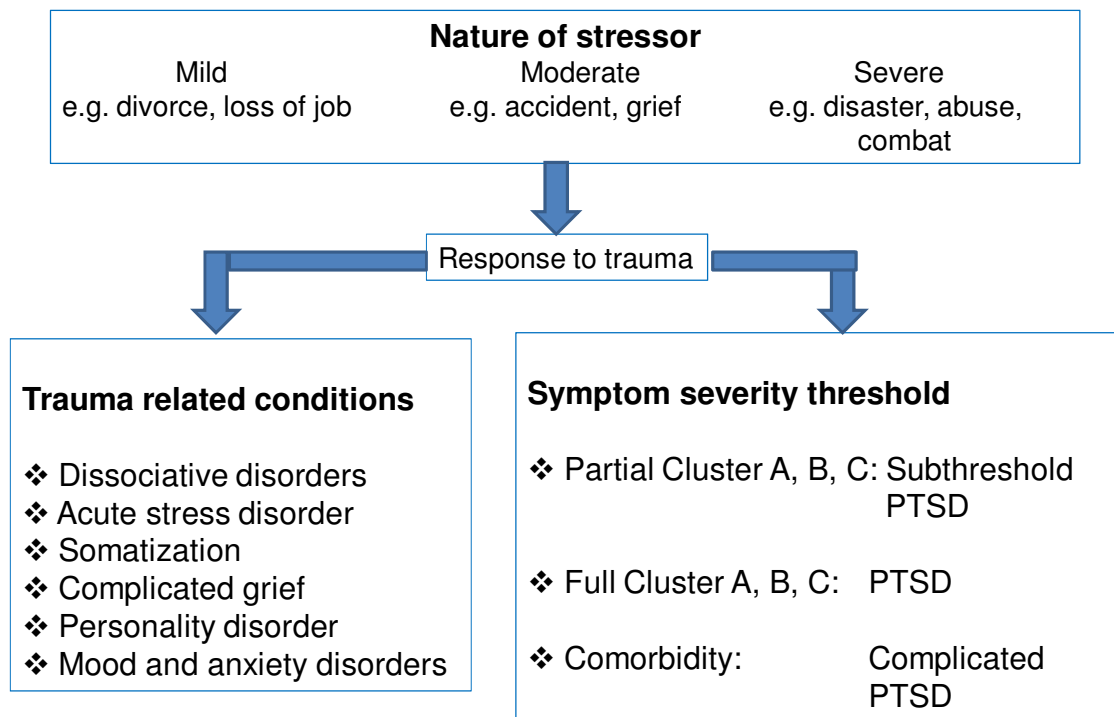 Nature of stressor
Mild Moderate Severe
e.g. divorce, loss of job e.g. accident, grief e.g. disaster, abuse,
combat
Response to trauma
Trauma related conditions
❖ Dissociative disorders
❖ Acute stress disorder
❖ Somatization
❖ Complicated grief
❖ Personality disorder
❖ Mood and anxiety disorders
Symptom severity threshold
❖ Partial Cluster A, B, C: Subthreshold
PTSD
❖ Full Cluster A, B, C: PTSD
❖ Comorbidity: Complicated
PTSD